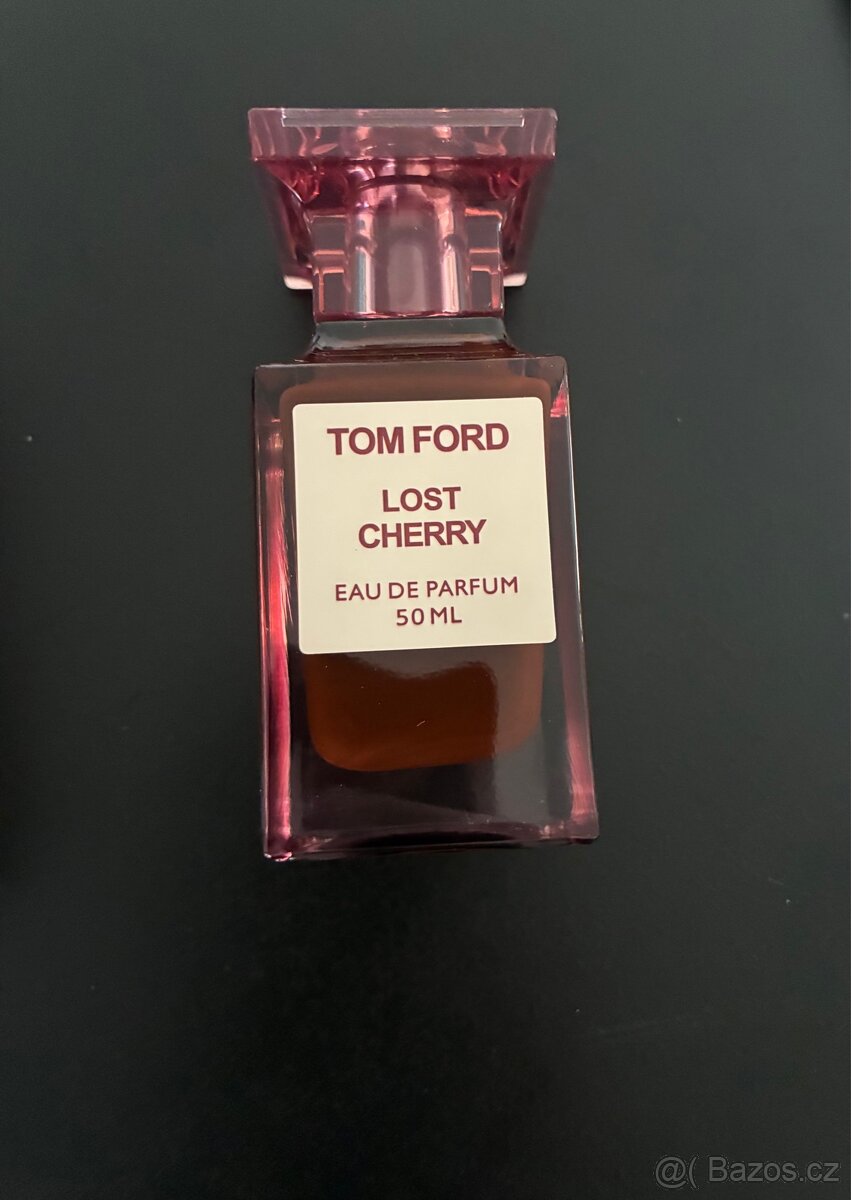 TOM FORD
LOST
CHERRY
EAU DE PARFUM
50 ML
@( Bazos.cz